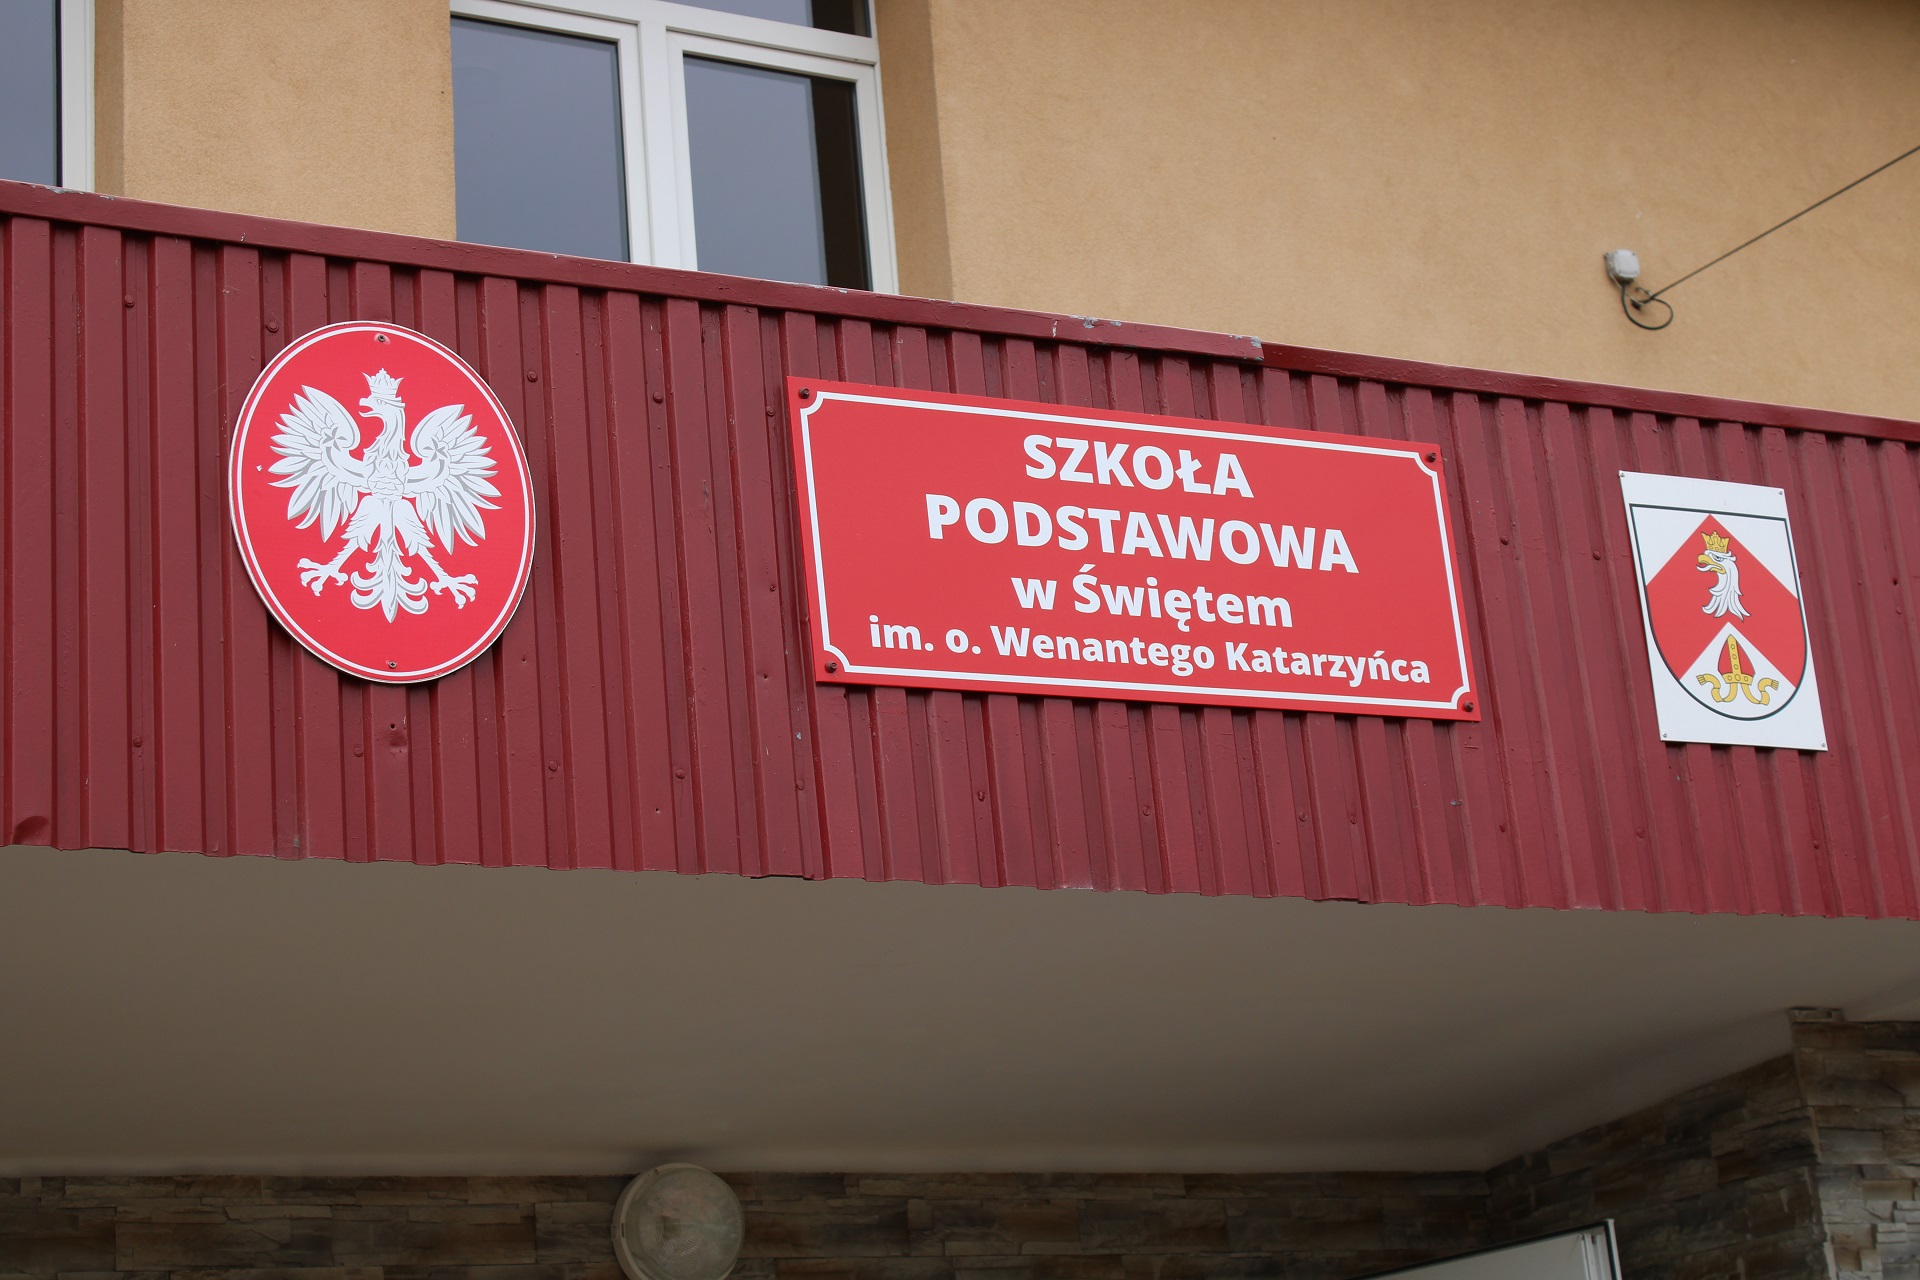 SZKOŁA
PODSTAWOWA
w Świętem
im. o. Wenantego Katarzyńca